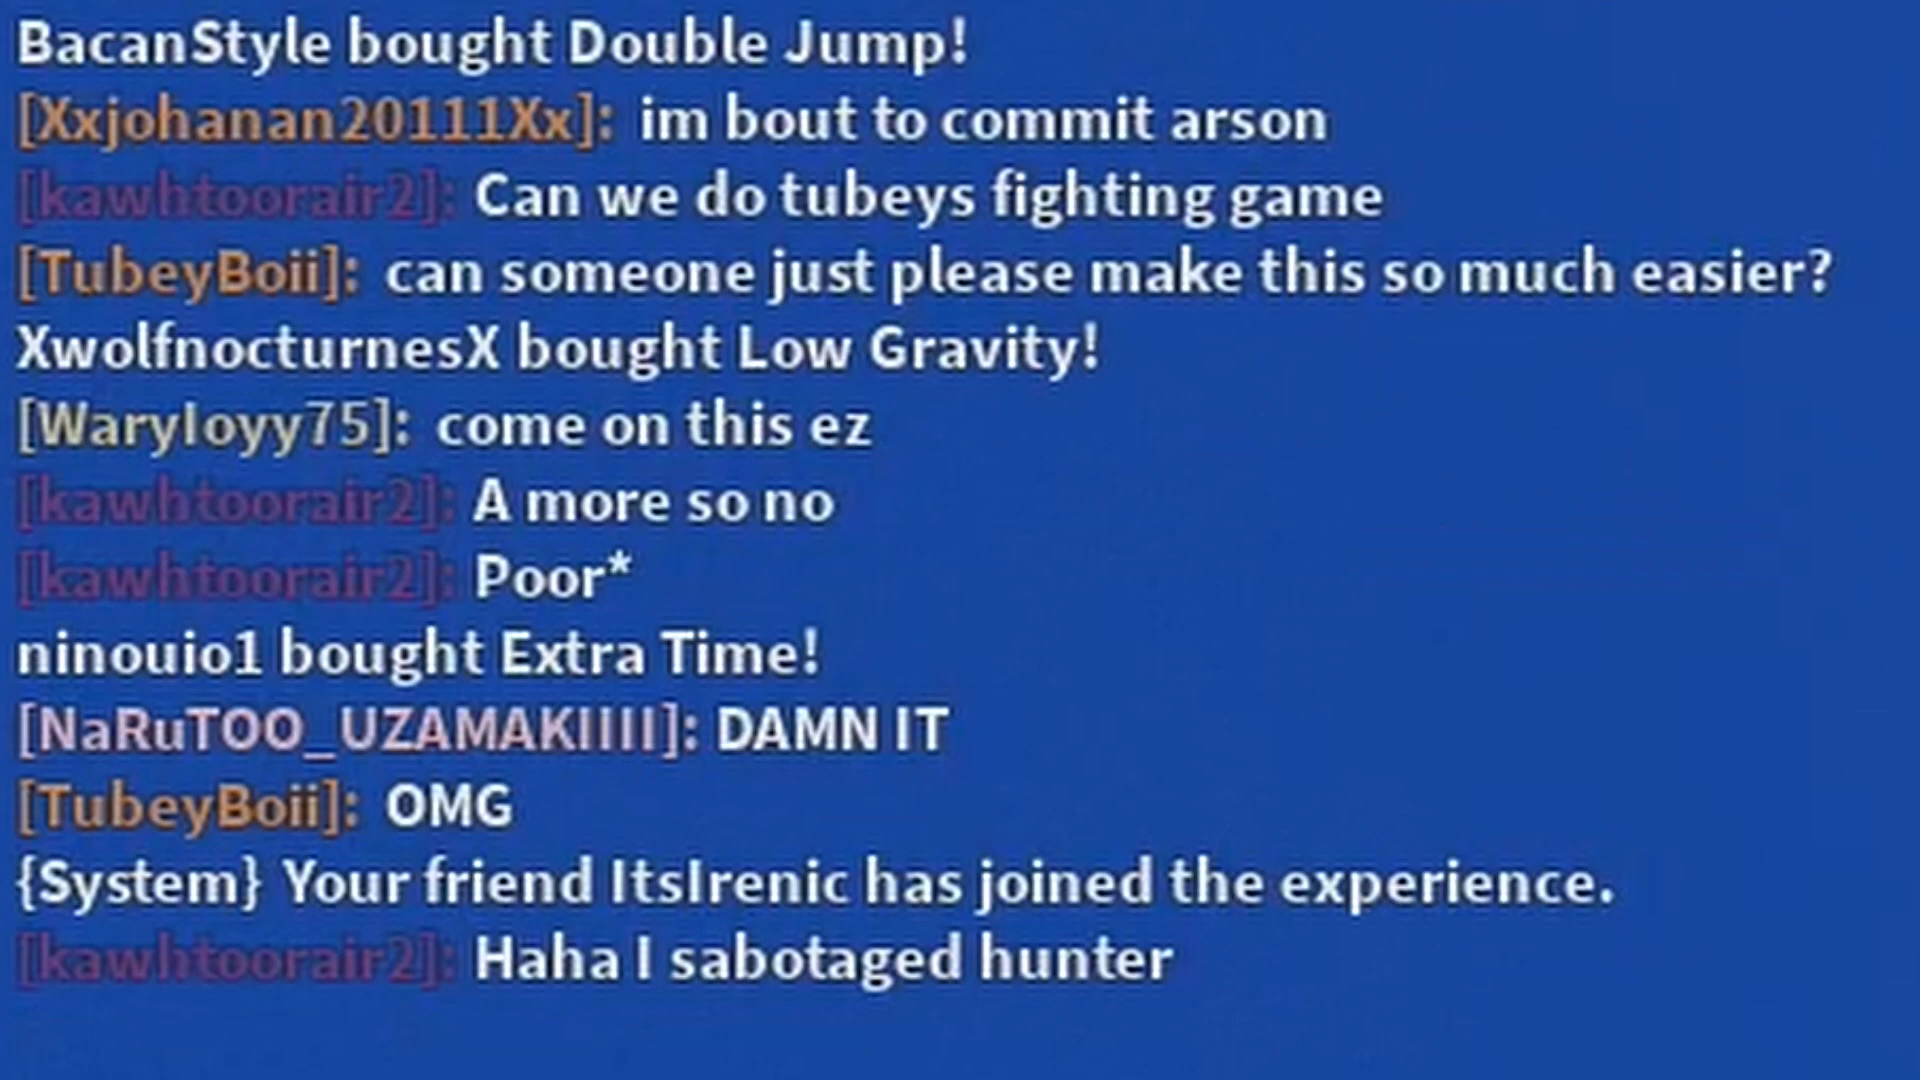 BacanStyle bought Double Jump!
[Xxjohanan20111Xx]: im bout to commit arson
[kawhtoorair2]: Can we do tubeys fighting game
[TubeyBoii]: can someone just please make this so much easier?
XwolfnocturnesX bought Low Gravity!
[WaryIoyy75]: come on this ez
[kawhtoorair2]: A more so no
[kawhtoorair2]: Poor*
ninouio1 bought Extra Time!
[NaRuTOO_UZAMAKIIII]: DAMN IT
[TubeyBoii]: OMG
{System} Your friend ItsIrenic has joined the experience.
[kawhtoorair2]: Haha I sabotaged hunter